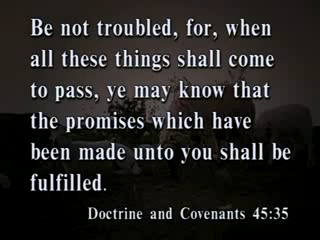 Be not troubled, for, when
all these things shall come
to pass, ye may know that
the promises which have
been made unto you shall be
fulfilled.
Doctrine and Covenants 45:35